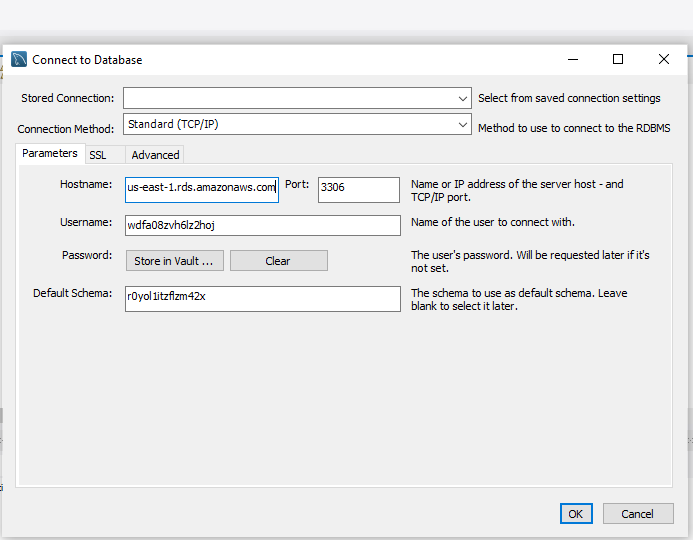 Connect to Database
Stored Connection: Select from saved connection settings
Connection Method: Standard (TCP/IP) Method to use to connect to the RDBMS
Parameters SSL Advanced
Hostname: us-east-1.rds.amazonaws.com Port: 3306 Name or IP address of the server host - and
TCP/IP port.
Username: wdfa08zvh6lz2hoj Name of the user to connect with.
Password: Store in Vault ... Clear The user's password. Will be requested later if it's
not set.
Default Schema: r0yol1itzflzm42x The schema to use as default schema. Leave
blank to select it later.
OK Cancel